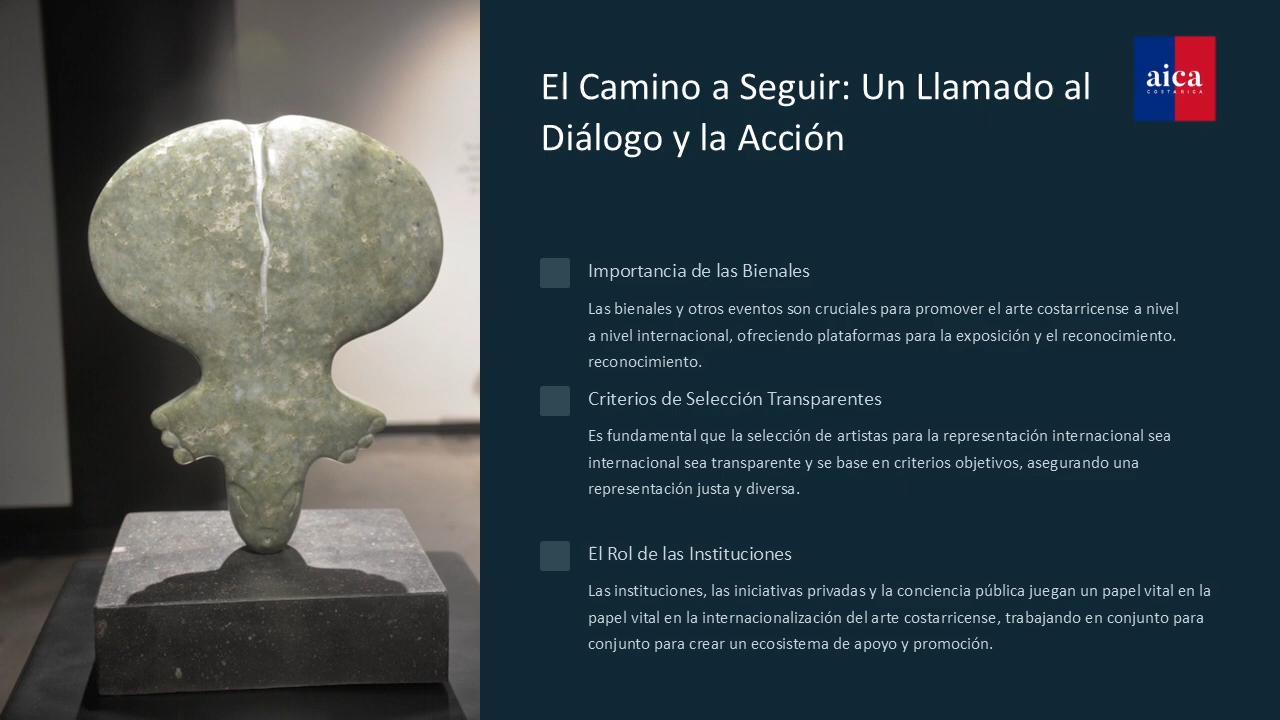 El Camino a Seguir: Un Llamado al
Diálogo y la Acción
aica
COSTA RICA
Importancia de las Bienales
Las bienales y otros eventos son cruciales para promover el arte costarricense a nivel
a nivel internacional, ofreciendo plataformas para la exposición y el reconocimiento.
reconocimiento.
Criterios de Selección Transparentes
Es fundamental que la selección de artistas para la representación internacional sea
internacional sea transparente y se base en criterios objetivos, asegurando una
representación justa y diversa.
El Rol de las Instituciones
Las instituciones, las iniciativas privadas y la conciencia pública juegan un papel vital en la
papel vital en la internacionalización del arte costarricense, trabajando en conjunto para
conjunto para crear un ecosistema de apoyo y promoción.